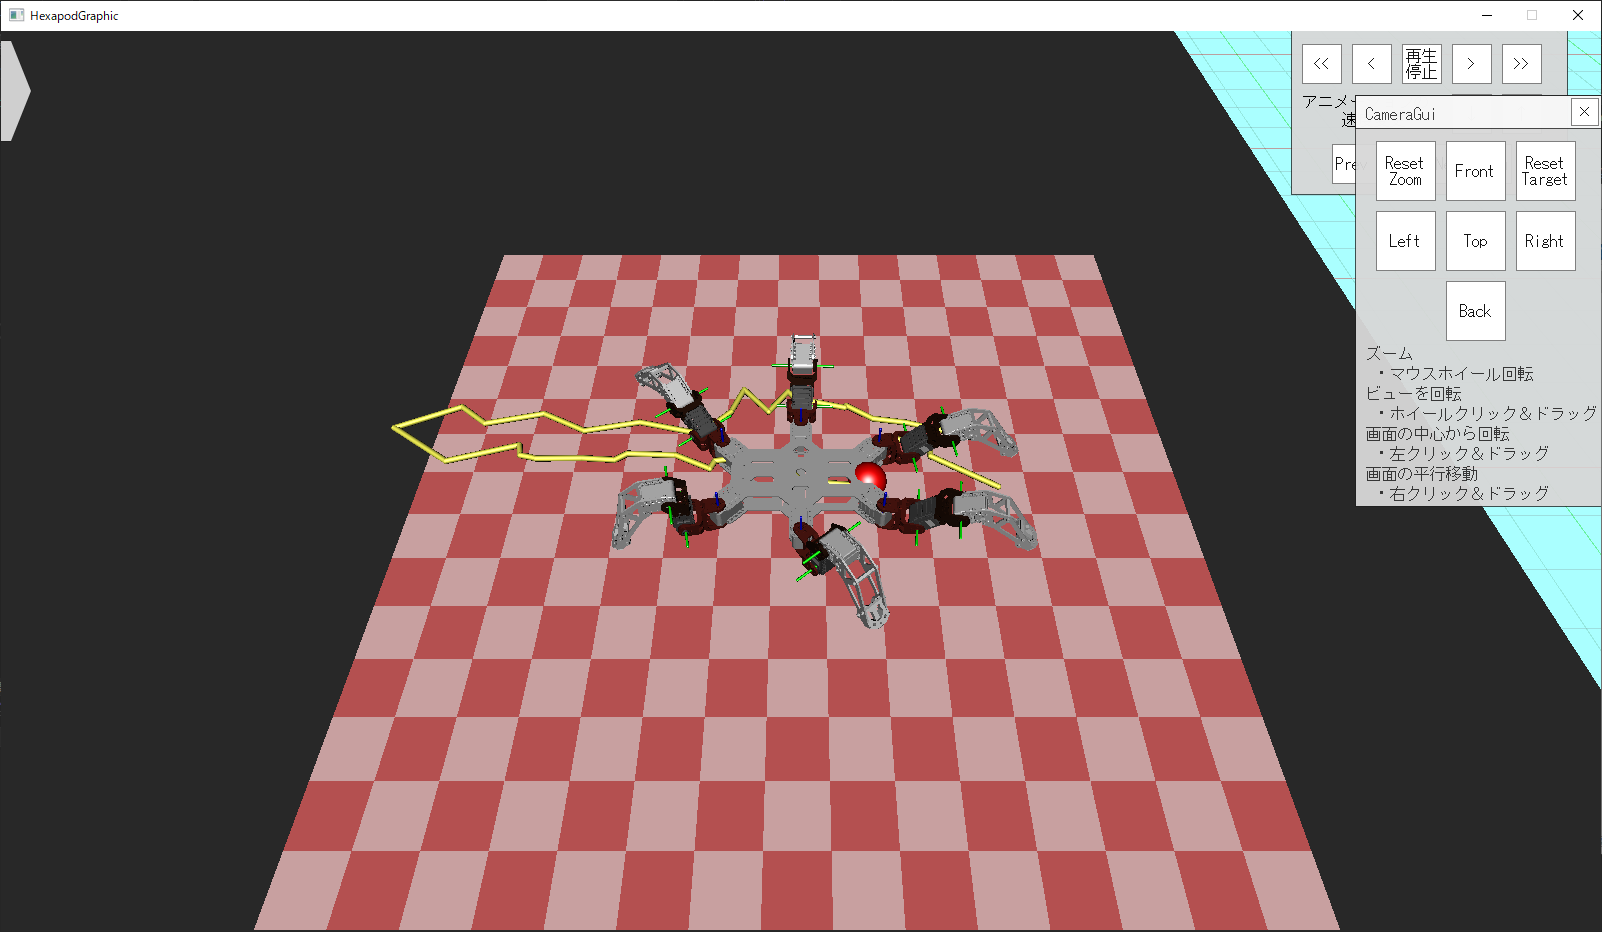 HexapodGraphic
<< < 再生 > >>
停止
アニメ
速
Pre
CameraGui
Reset
Zoom
Front
Reset
Target
Left
Top
Right
Back
ズーム
・マウスホイール回転
ビューを回転
・ホイールクリック＆ドラッグ
画面の中心から回転
・左クリック＆ドラッグ
画面の平行移動
・右クリック＆ドラッグ